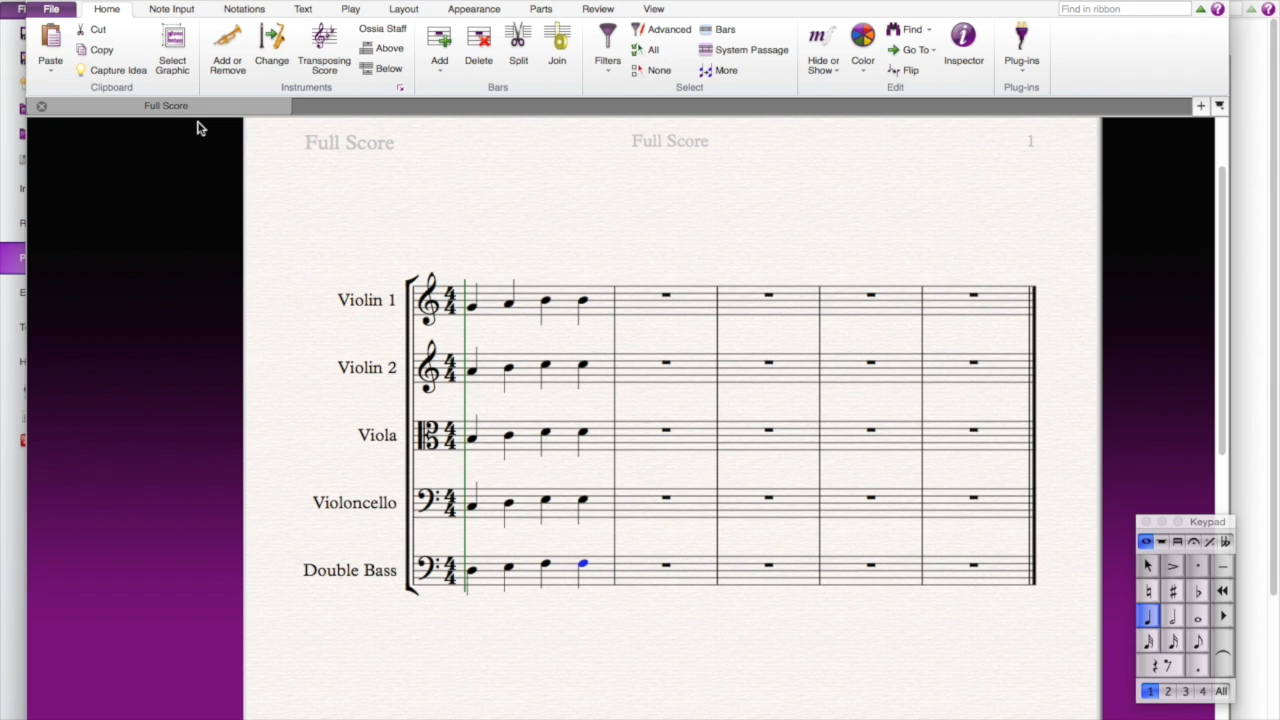 File Home Note Input Notations Text Play Layout Appearance Parts Review View Find in ribbon
Paste Cut Copy Capture Idea Select Graphic
Clipboard
Add or Remove Change Transposing Score Ossia Staff Above Below
Instruments
Add Delete Split Join
Bars
Filters Advanced All None Bars System Passage More
Select
Hide or Show Color Find Go To Flip Inspector
Edit
Plug-ins
Plug-ins
Full Score
Full Score Full Score 1
Violin 1
Violin 2
Viola
Violoncello
Double Bass
Keypad
1 2 3 4 All